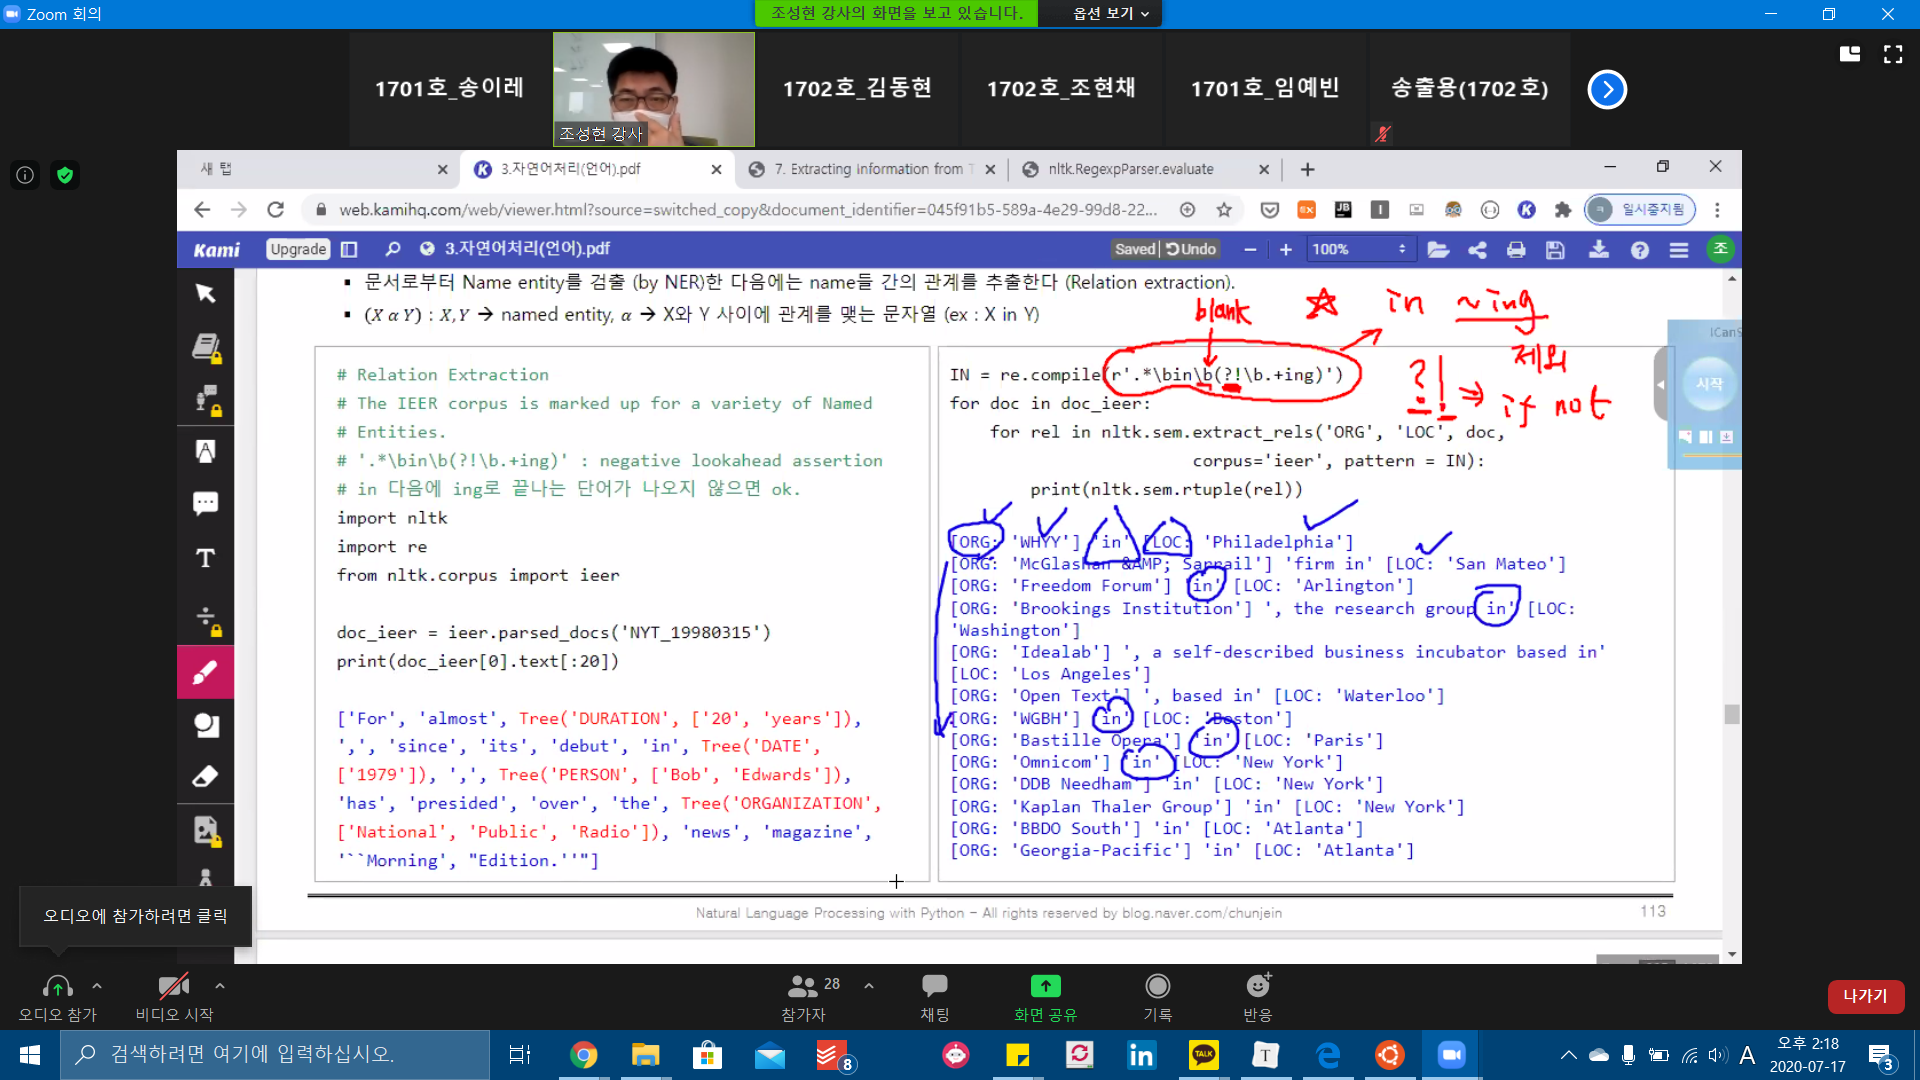 Zoom 회의
조성현 강사의 화면을 보고 있습니다.
옵션 보기
1701호_송이레
조성현 강사
1702호_김동현
1702호_조현채
1701호_임예빈
송출용(1702호)
새 탭
3.자연어처리(언어).pdf
7. Extracting Information from T
nltk.RegexpParser.evaluate
web.kamihq.com/web/viewer.html?source=switched_copy&document_identifier=045f91b5-589a-4e29-99d8-22...
일시중지됨
Kami
Upgrade
3.자연어처리(언어).pdf
Saved
Undo
100%
조
문서로부터 Name entity를 검출 (by NER)한 다음에는 name들 간의 관계를 추출한다 (Relation extraction).
(X α Y) : X,Y → named entity, α → X와 Y 사이에 관계를 맺는 문자열 (ex : X in Y)
blank
in ~ing
제외
?! → if not
# Relation Extraction
# The IEER corpus is marked up for a variety of Named
# Entities.
# '.*\bin\b(?!\b.+ing)' : negative lookahead assertion
# in 다음에 ing로 끝나는 단어가 나오지 않으면 ok.
import nltk
import re
from nltk.corpus import ieer
doc_ieer = ieer.parsed_docs('NYT_19980315')
print(doc_ieer[0].text[:20])
['For', 'almost', Tree('DURATION', ['20', 'years']),
',', 'since', 'its', 'debut', 'in', Tree('DATE',
['1979']), ',', Tree('PERSON', ['Bob', 'Edwards']),
'has', 'presided', 'over', 'the', Tree('ORGANIZATION',
['National', 'Public', 'Radio']), 'news', 'magazine',
'``Morning', "Edition.''"]
IN = re.compile(r'.*\bin\b(?!\b.+ing)')
for doc in doc_ieer:
for rel in nltk.sem.extract_rels('ORG', 'LOC', doc,
corpus='ieer', pattern = IN):
print(nltk.sem.rtuple(rel))
[ORG: 'WHYY'] 'in' [LOC: 'Philadelphia']
[ORG: 'McGlashan &AMP; Sarrail'] 'firm in' [LOC: 'San Mateo']
[ORG: 'Freedom Forum'] 'in' [LOC: 'Arlington']
[ORG: 'Brookings Institution'] ', the research group in' [LOC:
'Washington']
[ORG: 'Idealab'] ', a self-described business incubator based in'
[LOC: 'Los Angeles']
[ORG: 'Open Text'] ', based in' [LOC: 'Waterloo']
[ORG: 'WGBH'] 'in' [LOC: 'Boston']
[ORG: 'Bastille Opera'] 'in' [LOC: 'Paris']
[ORG: 'Omnicom'] 'in' [LOC: 'New York']
[ORG: 'DDB Needham'] 'in' [LOC: 'New York']
[ORG: 'Kaplan Thaler Group'] 'in' [LOC: 'New York']
[ORG: 'BBDO South'] 'in' [LOC: 'Atlanta']
[ORG: 'Georgia-Pacific'] 'in' [LOC: 'Atlanta']
시작
Natural Language Processing with Python - All rights reserved by blog.naver.com/chunjein
113
오디오에 참가하려면 클릭
오디오 참가
비디오 시작
28
참가자
채팅
화면 공유
기록
반응
나가기
검색하려면 여기에 입력하십시오.
8
TALK
A
오후 2:18
2020-07-17
3